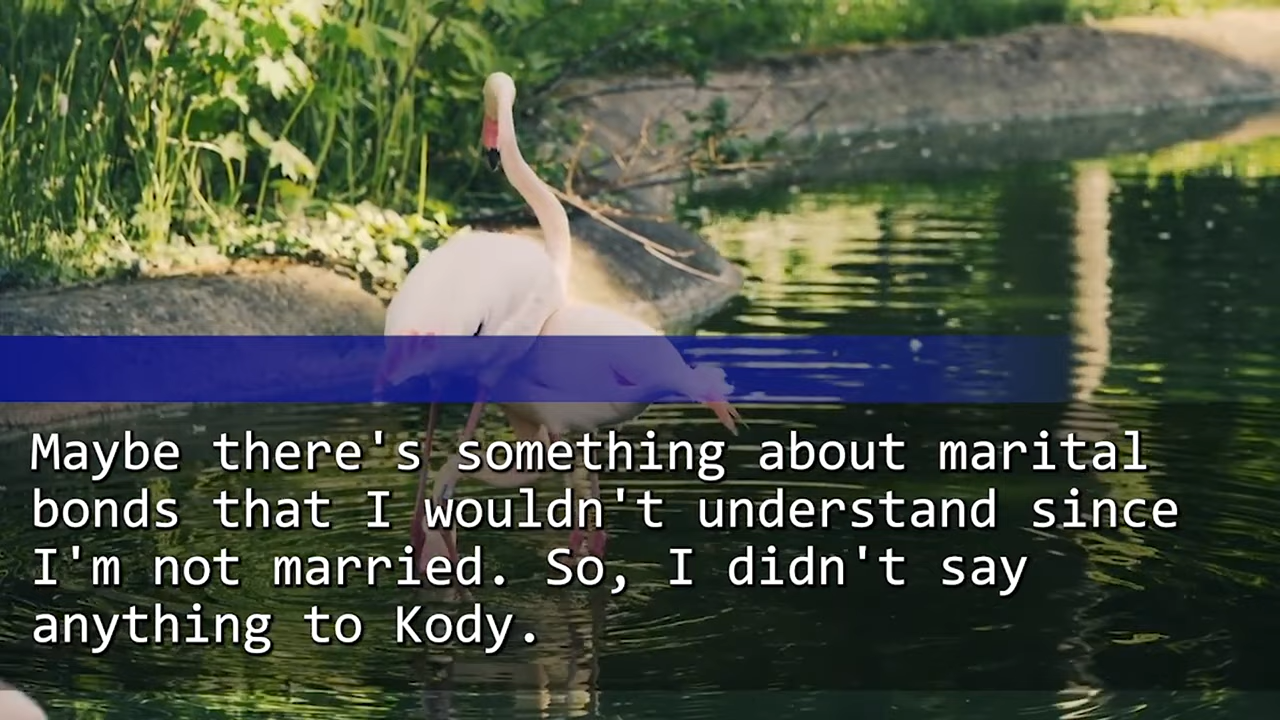 Maybe there's something about marital
bonds that I wouldn't understand since
I'm not married. So, I didn't say
anything to Kody.